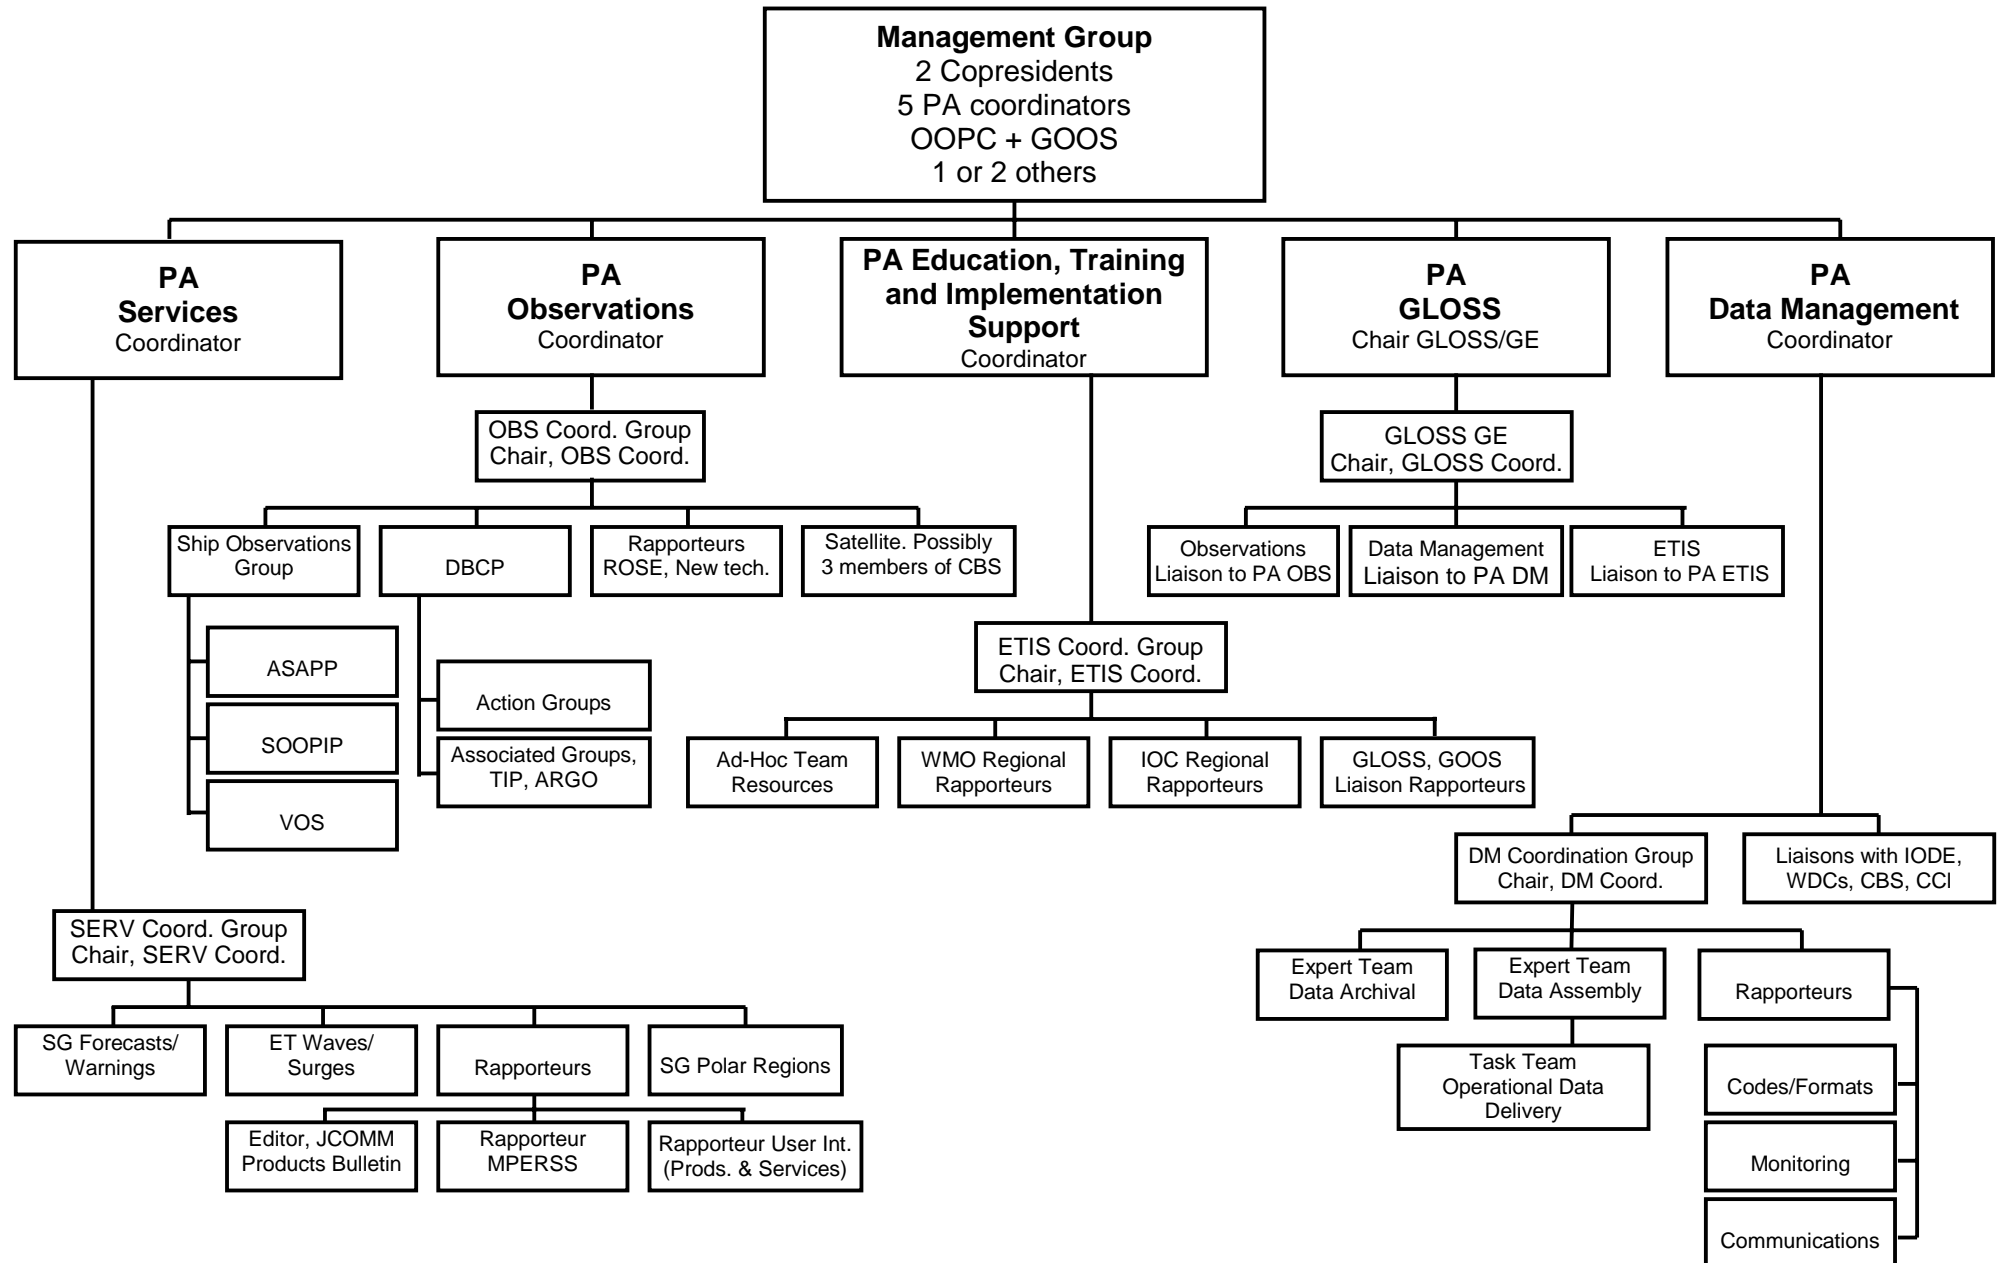 Management Group
2 Copresidents
5 PA coordinators
OOPC + GOOS
1 or 2 others
PA
Services
Coordinator
PA
Observations
Coordinator
PA Education, Training
and Implementation
Support
Coordinator
PA
GLOSS
Chair GLOSS/GE
PA
Data Management
Coordinator
OBS Coord. Group
Chair, OBS Coord.
GLOSS GE
Chair, GLOSS Coord.
Ship Observations
Group
DBCP
Rapporteurs
ROSE, New tech.
Satellite. Possibly
3 members of CBS
Observations
Liaison to PA OBS
Data Management
Liaison to PA DM
ETIS
Liaison to PA ETIS
ASAPP
SOOPIP
VOS
Action Groups
Associated Groups,
TIP, ARGO
ETIS Coord. Group
Chair, ETIS Coord.
Ad-Hoc Team
Resources
WMO Regional
Rapporteurs
IOC Regional
Rapporteurs
GLOSS, GOOS
Liaison Rapporteurs
DM Coordination Group
Chair, DM Coord.
Liaisons with IODE,
WDCs, CBS, CCl
SERV Coord. Group
Chair, SERV Coord.
Expert Team
Data Archival
Expert Team
Data Assembly
Rapporteurs
SG Forecasts/
Warnings
ET Waves/
Surges
Rapporteurs
SG Polar Regions
Task Team
Operational Data
Delivery
Codes/Formats
Editor, JCOMM
Products Bulletin
Rapporteur
MPERSS
Rapporteur User Int.
(Prods. & Services)
Monitoring
Communications